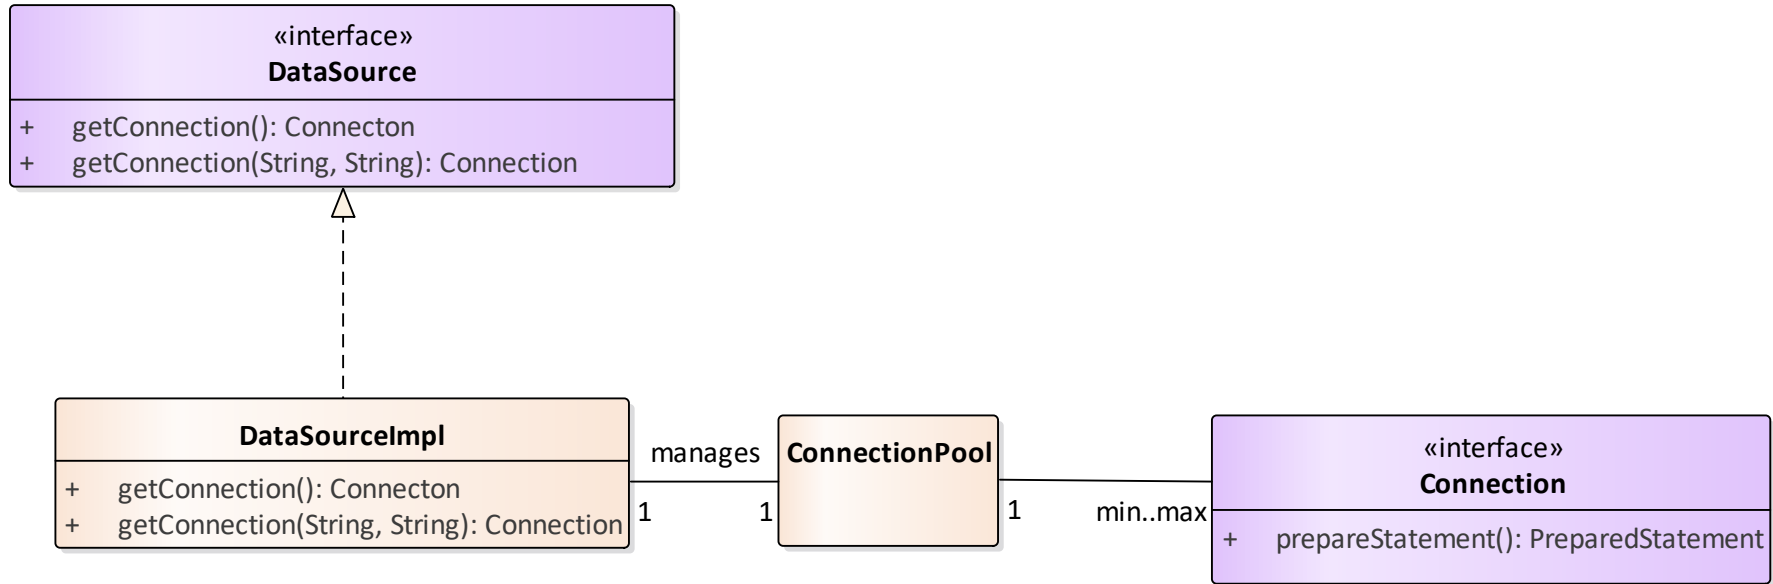 «interface»
DataSource
+ getConnection(): Connecton
+ getConnection(String, String): Connection
DataSourceImpl
+ getConnection(): Connecton
+ getConnection(String, String): Connection
manages
1
1
ConnectionPool
1
min..max
«interface»
Connection
+ prepareStatement(): PreparedStatement